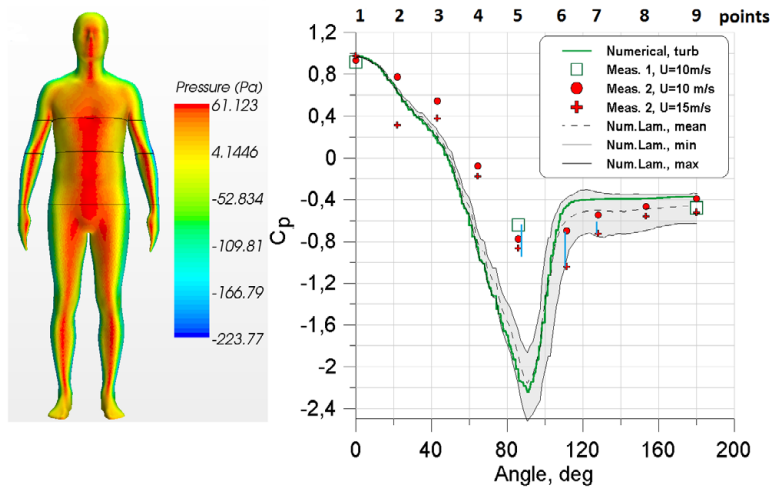 1 2 3 4 5 6 7 8 9 points
Pressure (Pa)
61.123
4.1446
-52.834
-109.81
-166.79
-223.77
1,2
0,8
0,4
0
-0,4
-0,8
-1,2
-1,6
-2
-2,4
Cp
Numerical, turb
Meas. 1, U=10m/s
Meas. 2, U=10 m/s
Meas. 2, U=15m/s
Num.Lam., mean
Num.Lam., min
Num.Lam., max
0 40 80 120 160 200
Angle, deg